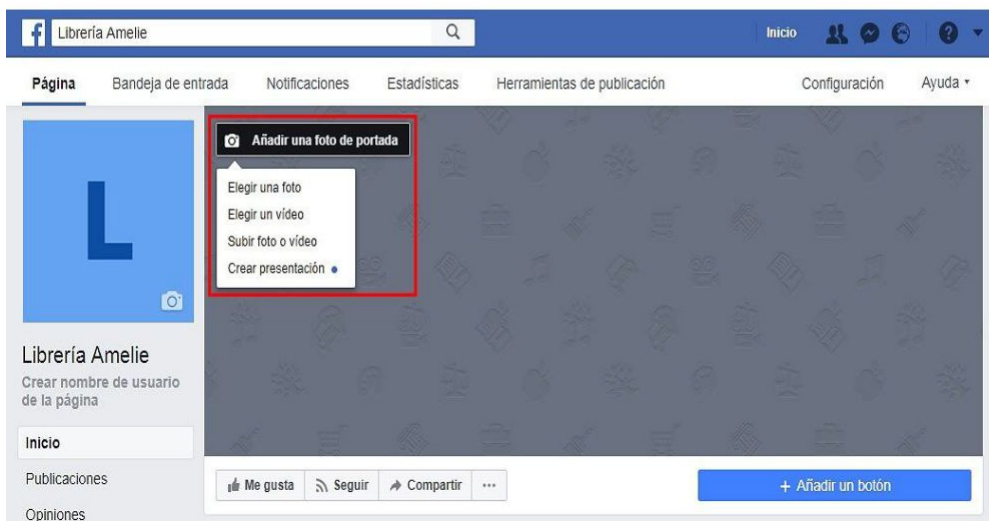 f Librería Amelie Inicio ?
Página Bandeja de entrada Notificaciones Estadísticas Herramientas de publicación Configuración Ayuda
Añadir una foto de portada
Elegir una foto
Elegir un vídeo
Subir foto o vídeo
Crear presentación
L
Librería Amelie
Crear nombre de usuario
de la página
Inicio
Publicaciones
Opiniones
Me gusta Seguir Compartir ...
+ Añadir un botón